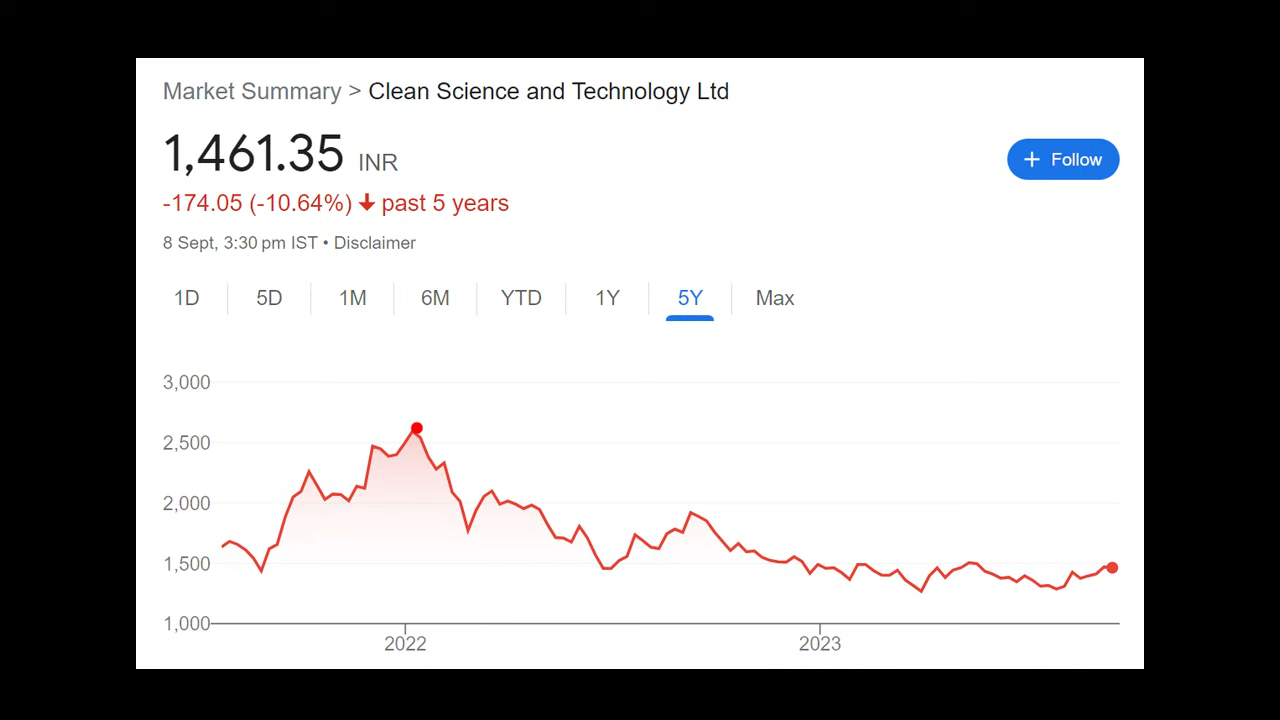 Market Summary > Clean Science and Technology Ltd
1,461.35 INR
+ Follow
-174.05 (-10.64%) ↓ past 5 years
8 Sept, 3:30 pm IST • Disclaimer
1D 5D 1M 6M YTD 1Y 5Y Max
3,000
2,500
2,000
1,500
1,000
2022 2023